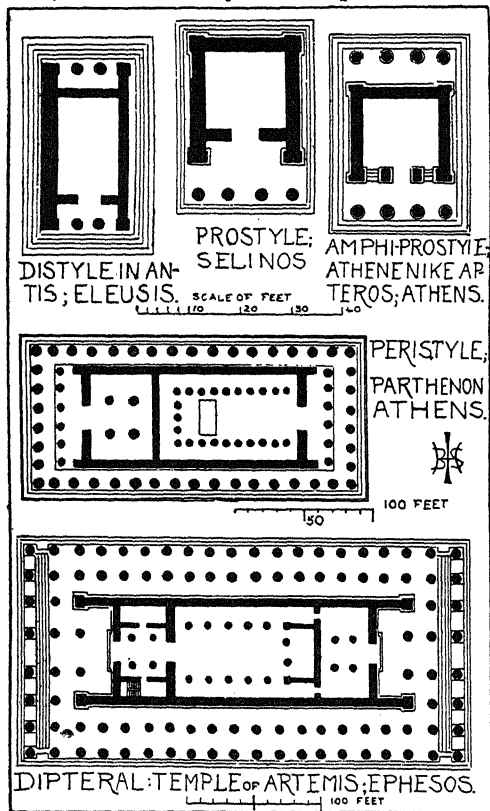 DISTYLE IN AN-
TIS; ELEUSIS.
PROSTYLE;
SELINOS
AMPHI-PROSTYLE;
ATHENE NIKE AP-
TEROS; ATHENS.
SCALE OF FEET
10 20 30 40
PERISTYLE;
PARTHENON
ATHENS.
50 100 FEET
DIPTERAL: TEMPLE OF ARTEMIS; EPHESOS.
100 FEET